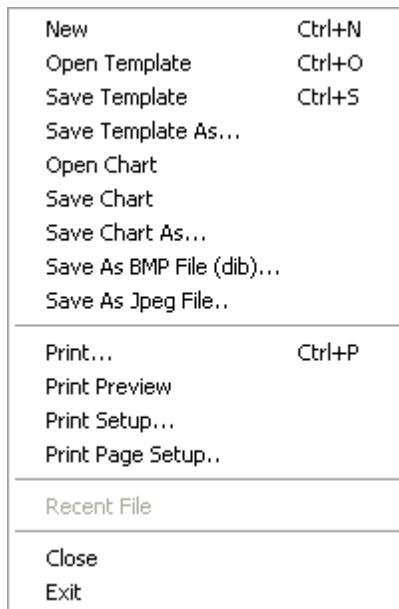 New Ctrl+N
Open Template Ctrl+O
Save Template Ctrl+S
Save Template As...
Open Chart
Save Chart
Save Chart As...
Save As BMP File (dib)...
Save As Jpeg File..
Print... Ctrl+P
Print Preview
Print Setup...
Print Page Setup..
Recent File
Close
Exit